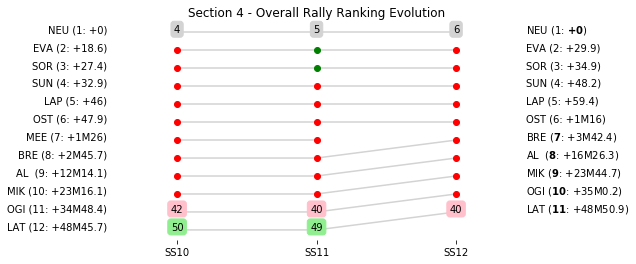 Section 4 - Overall Rally Ranking Evolution
NEU (1: +0) 4 5 6 NEU (1: +0)
EVA (2: +18.6) EVA (2: +29.9)
SOR (3: +27.4) SOR (3: +34.9)
SUN (4: +32.9) SUN (4: +48.2)
LAP (5: +46) LAP (5: +59.4)
OST (6: +47.9) OST (6: +1M16)
MEE (7: +1M26) BRE (7: +3M42.4)
BRE (8: +2M45.7) AL (8: +16M26.3)
AL (9: +12M14.1) MIK (9: +23M44.7)
MIK (10: +23M16.1) OGI (10: +35M0.2)
OGI (11: +34M48.4) 42 40 40 LAT (11: +48M50.9)
LAT (12: +48M45.7) 50 49
SS10 SS11 SS12